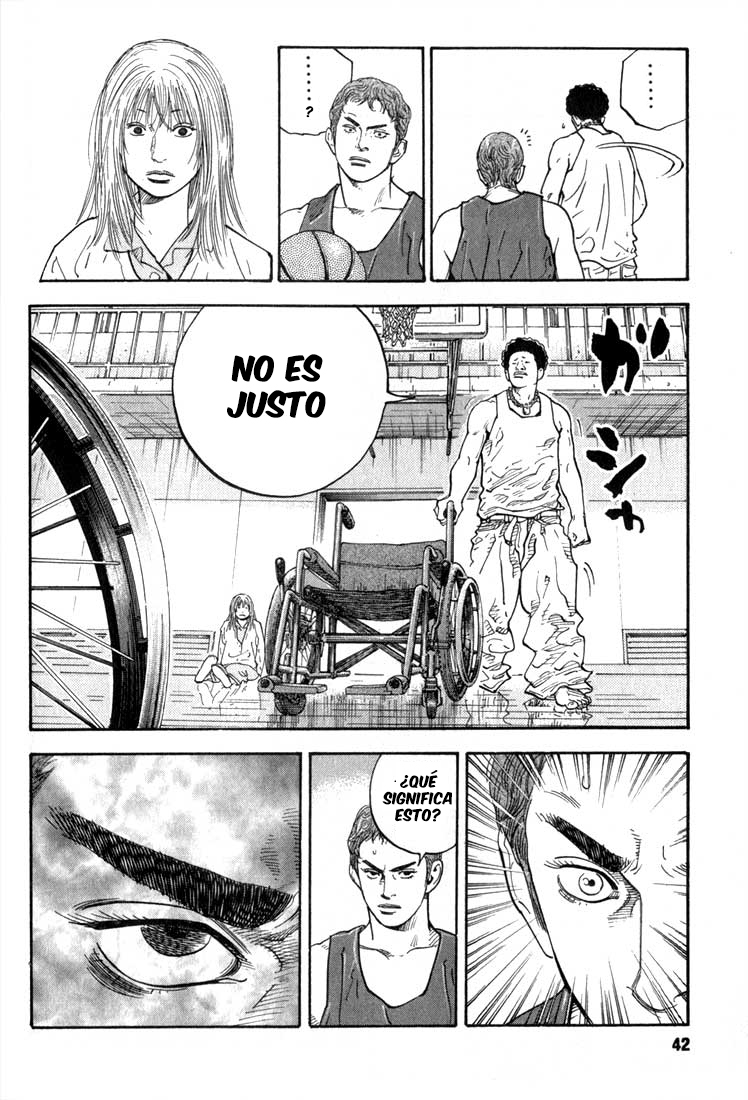 ......
......
?
NO ES
JUSTO
ガシャ
¿QUÉ
SIGNIFICA
ESTO?
42